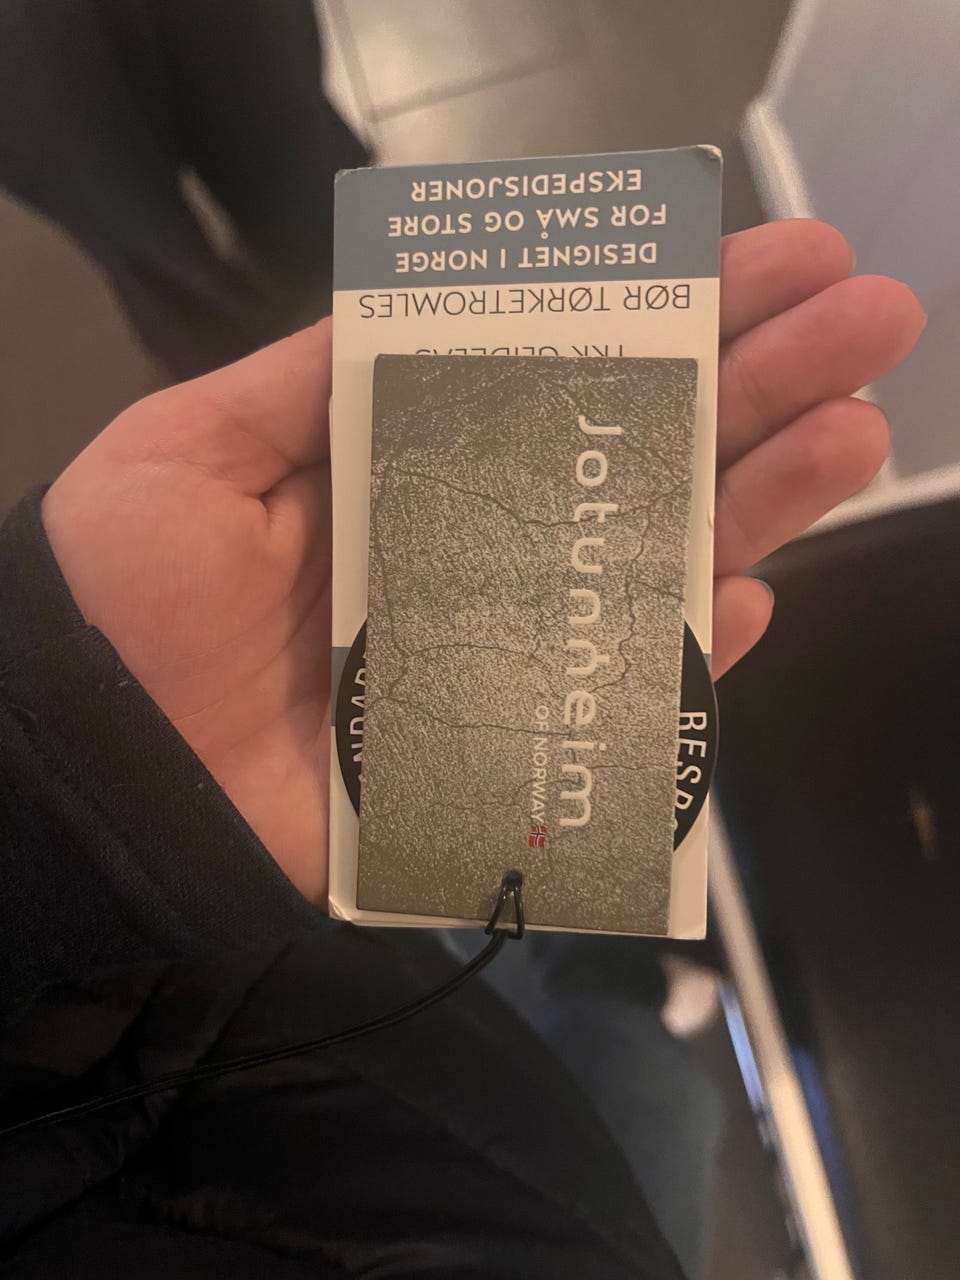 DESIGNET I NORGE
FOR SMÅ OG STORE
EKSPEDISJONER
BØR TØRKETROMLES
Jotunheim
OF NORWAY